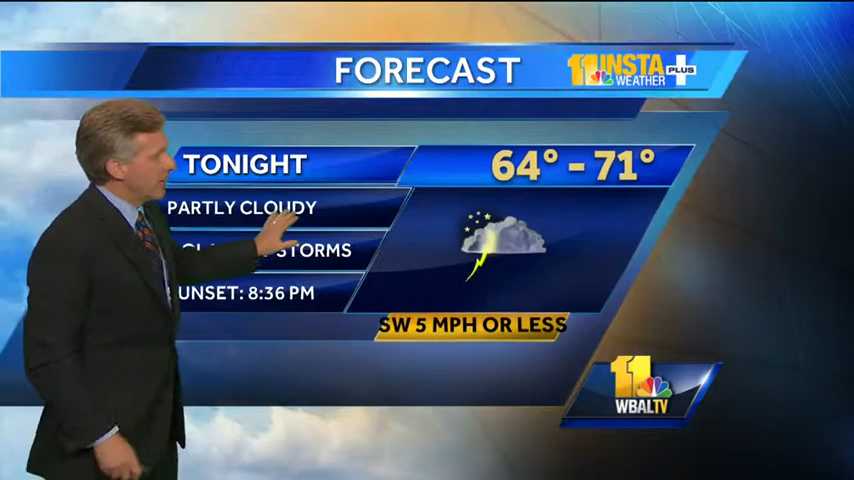 FORECAST
11 INSTA
WEATHER
PLUS
TONIGHT
64° - 71°
PARTLY CLOUDY
STORMS
SUNSET: 8:36 PM
SW 5 MPH OR LESS
11
WBALTV